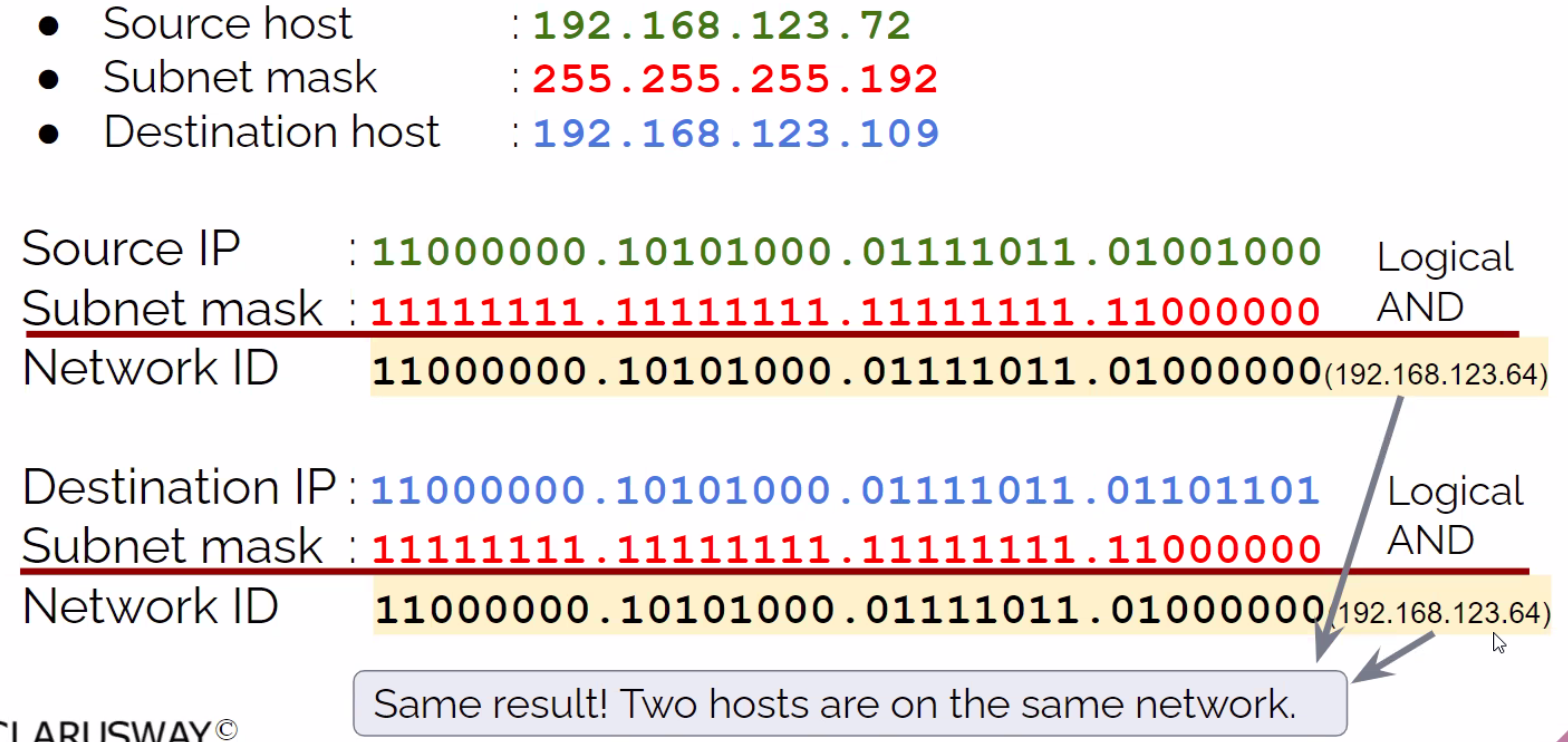 ● Source host : 192.168.123.72
● Subnet mask : 255.255.255.192
● Destination host : 192.168.123.109
Source IP : 11000000.10101000.01111011.01001000 Logical
Subnet mask : 11111111.11111111.11111111.11000000 AND
Network ID 11000000.10101000.01111011.01000000(192.168.123.64)
Destination IP : 11000000.10101000.01111011.01101101 Logical
Subnet mask : 11111111.11111111.11111111.11000000 AND
Network ID 11000000.10101000.01111011.01000000(192.168.123.64)
Same result! Two hosts are on the same network.
CLARUSWAY©